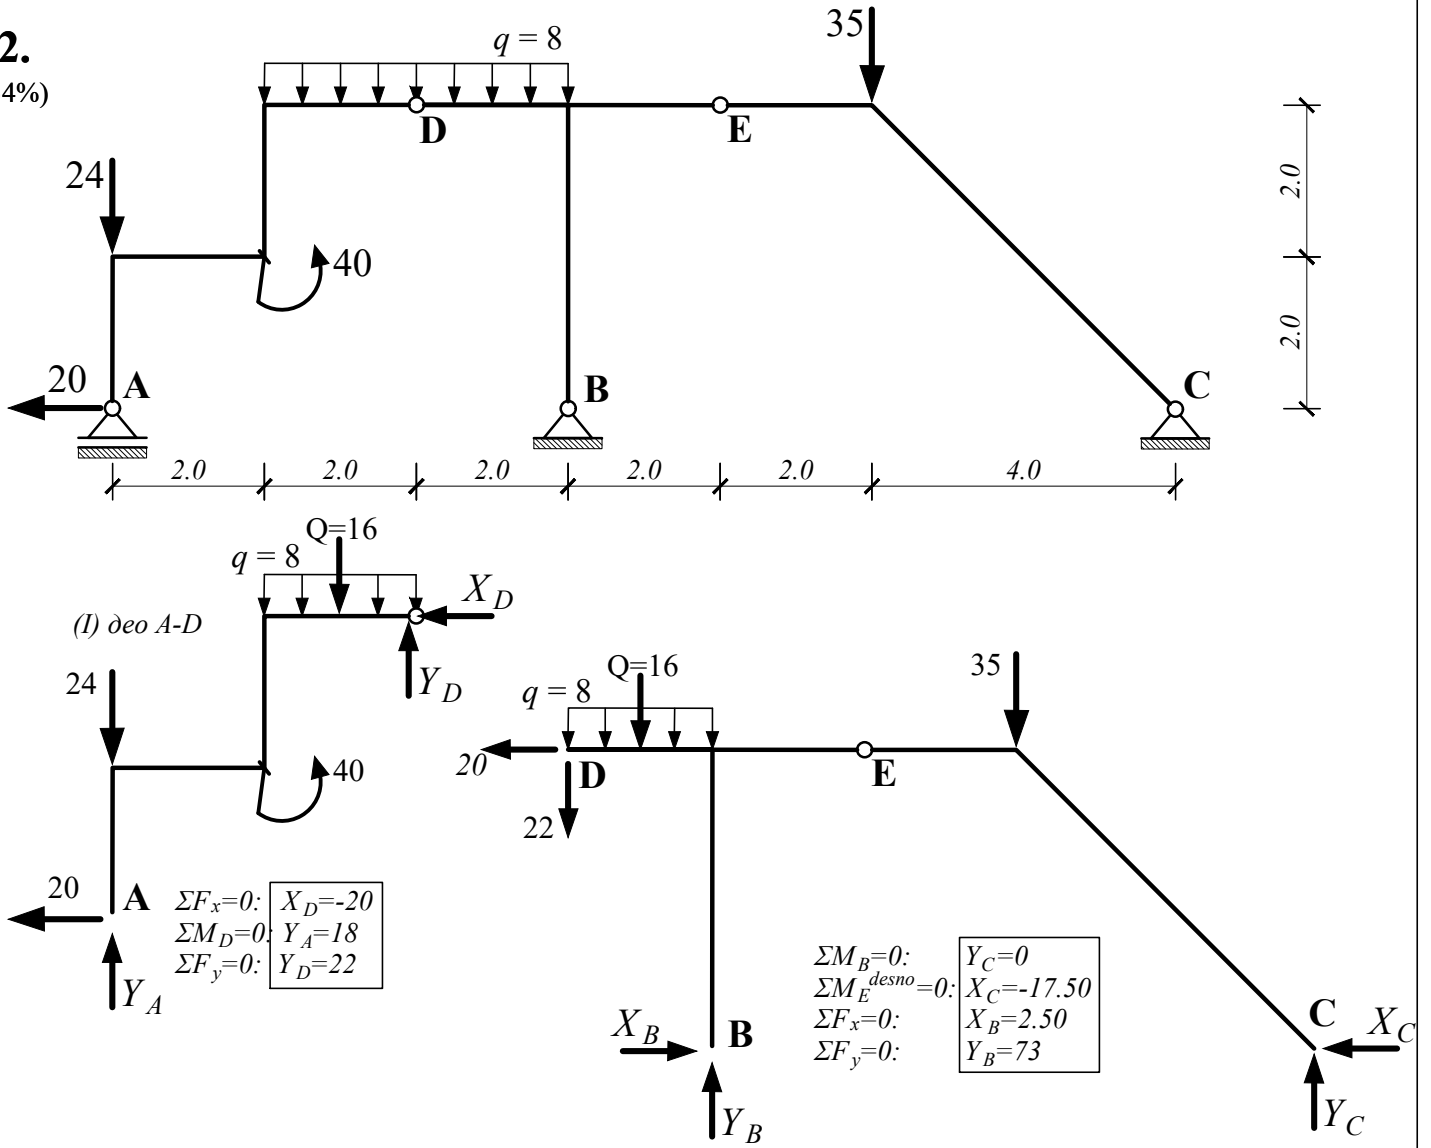 2.
4%)
q = 8
35
D
E
24
40
20
A
B
C
2.0
2.0
2.0 2.0 2.0 2.0 2.0 4.0
Q=16
q = 8
X_D
(I) део A-D
24
Y_D
40
20
A
Y_A
ΣF_x=0: X_D=-20
ΣM_D=0: Y_A=18
ΣF_y=0: Y_D=22
Q=16
q = 8
35
20
D
E
22
ΣM_B=0: Y_C=0
ΣM_E^desno=0: X_C=-17.50
ΣF_x=0: X_B=2.50
ΣF_y=0: Y_B=73
X_B
B
C
X_C
Y_B
Y_C